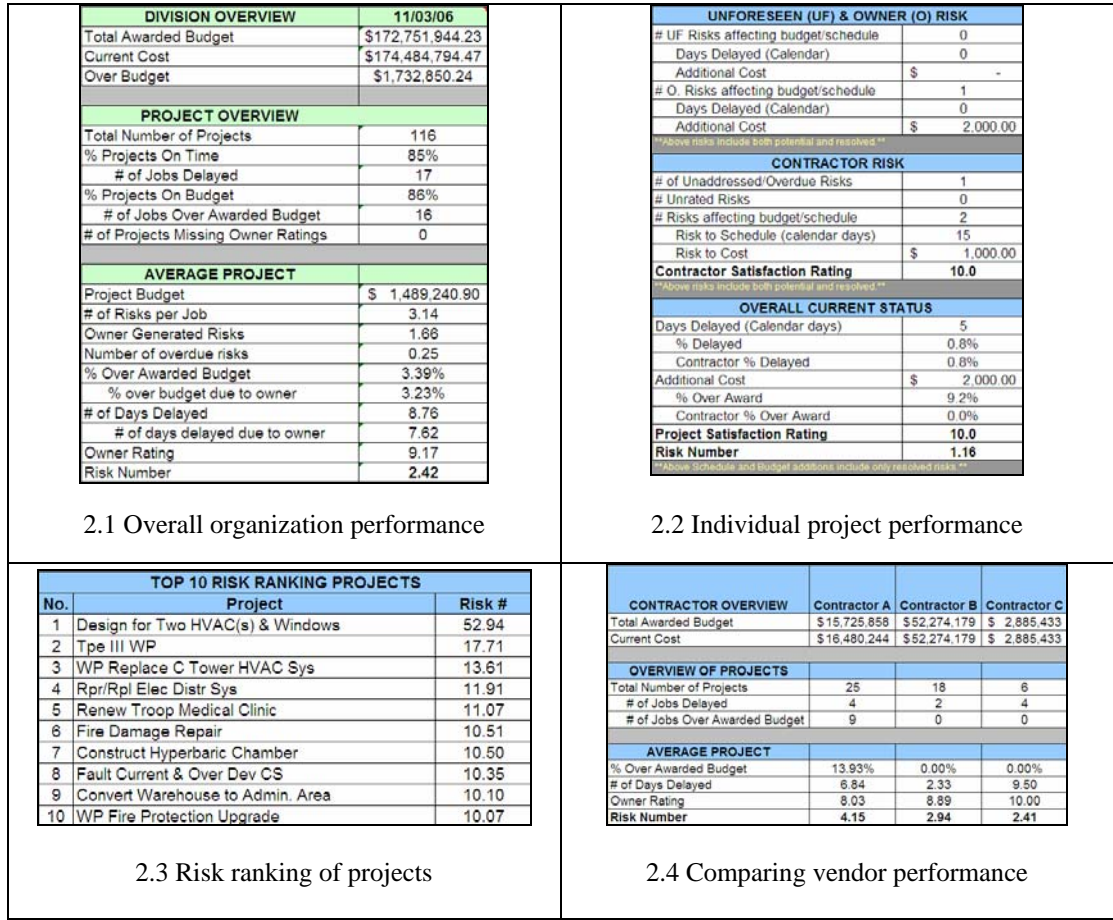 DIVISION OVERVIEW 11/03/06
Total Awarded Budget $172,751,944.23
Current Cost $174,484,794.47
Over Budget $1,732,850.24
PROJECT OVERVIEW
Total Number of Projects 116
% Projects On Time 85%
# of Jobs Delayed 17
% Projects On Budget 86%
# of Jobs Over Awarded Budget 16
# of Projects Missing Owner Ratings 0
AVERAGE PROJECT
Project Budget $ 1,489,240.90
# of Risks per Job 3.14
Owner Generated Risks 1.66
Number of overdue risks 0.25
% Over Awarded Budget 3.39%
% over budget due to owner 3.23%
# of Days Delayed 8.76
# of days delayed due to owner 7.62
Owner Rating 9.17
Risk Number 2.42
2.1 Overall organization performance
UNFORESEEN (UF) & OWNER (O) RISK
# UF Risks affecting budget/schedule 0
Days Delayed (Calendar) 0
Additional Cost $ -
# O. Risks affecting budget/schedule 1
Days Delayed (Calendar) 0
Additional Cost $ 2,000.00
**Above risks include both potential and resolved.**
CONTRACTOR RISK
# of Unaddressed/Overdue Risks 1
# Unrated Risks 0
# Risks affecting budget/schedule 2
Risk to Schedule (calendar days) 15
Risk to Cost $ 1,000.00
Contractor Satisfaction Rating 10.0
**Above risks include both potential and resolved.**
OVERALL CURRENT STATUS
Days Delayed (Calendar days) 5
% Delayed 0.8%
Contractor % Delayed 0.8%
Additional Cost $ 2,000.00
% Over Award 9.2%
Contractor % Over Award 0.0%
Project Satisfaction Rating 10.0
Risk Number 1.16
**Above Schedule and Budget additions include only resolved risks **
2.2 Individual project performance
TOP 10 RISK RANKING PROJECTS
No. Project Risk #
1 Design for Two HVAC(s) & Windows 52.94
2 Tpe III WP 17.71
3 WP Replace C Tower HVAC Sys 13.61
4 Rpr/Rpl Elec Distr Sys 11.91
5 Renew Troop Medical Clinic 11.07
6 Fire Damage Repair 10.51
7 Construct Hyperbaric Chamber 10.50
8 Fault Current & Over Dev CS 10.35
9 Convert Warehouse to Admin. Area 10.10
10 WP Fire Protection Upgrade 10.07
2.3 Risk ranking of projects
CONTRACTOR OVERVIEW Contractor A Contractor B Contractor C
Total Awarded Budget $15,725,858 $52,274,179 $ 2,885,433
Current Cost $16,480,244 $52,274,179 $ 2,885,433
OVERVIEW OF PROJECTS
Total Number of Projects 25 18 6
# of Jobs Delayed 4 2 4
# of Jobs Over Awarded Budget 9 0 0
AVERAGE PROJECT
% Over Awarded Budget 13.93% 0.00% 0.00%
# of Days Delayed 6.84 2.33 9.50
Owner Rating 8.03 8.89 10.00
Risk Number 4.15 2.94 2.41
2.4 Comparing vendor performance